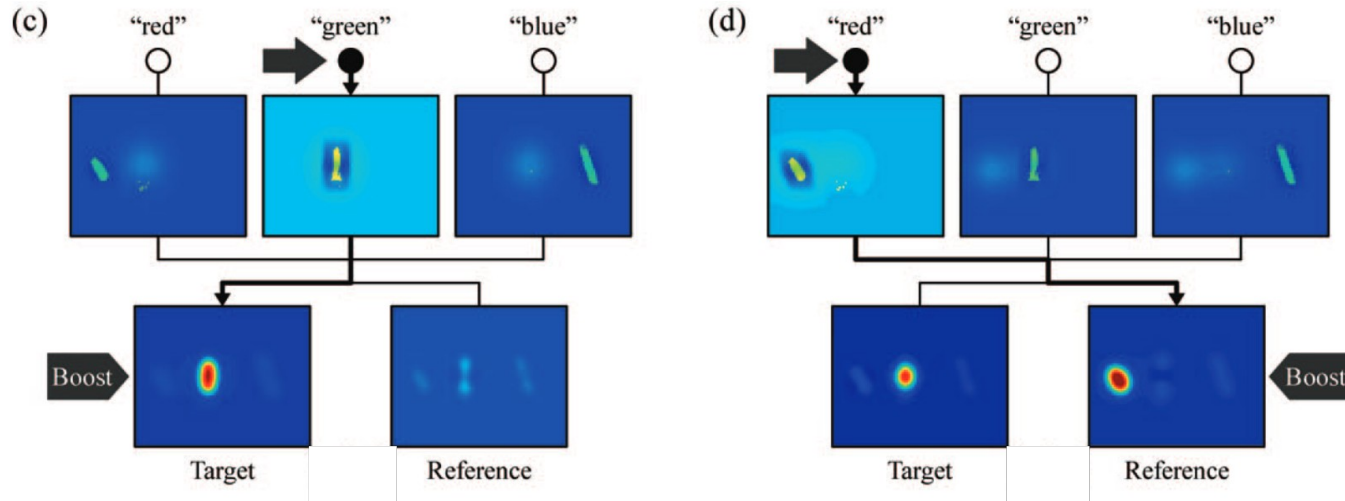 (c)
“red” “green” “blue”
Boost
Target Reference
(d)
“red” “green” “blue”
Boost
Target Reference